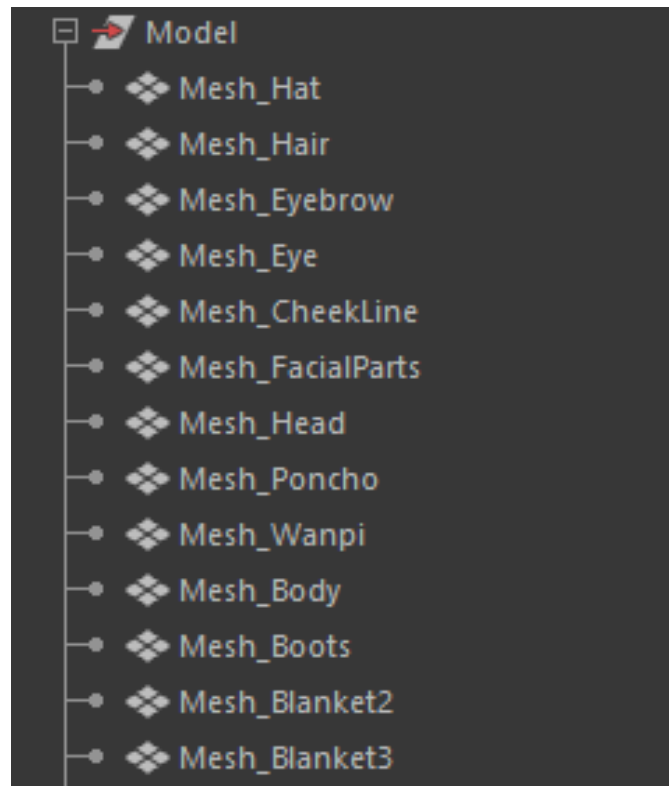 Model
Mesh_Hat
Mesh_Hair
Mesh_Eyebrow
Mesh_Eye
Mesh_CheekLine
Mesh_FacialParts
Mesh_Head
Mesh_Poncho
Mesh_Wanpi
Mesh_Body
Mesh_Boots
Mesh_Blanket2
Mesh_Blanket3